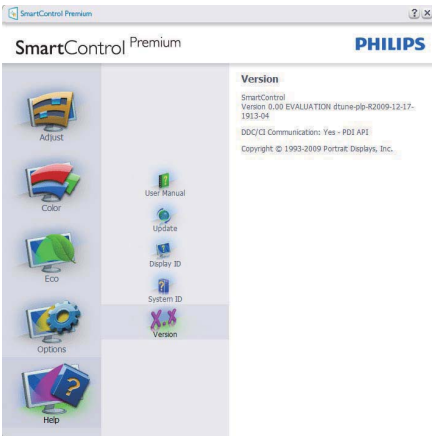 SmartControl Premium
? X
SmartControl Premium
PHILIPS
Adjust
Color
Eco
Options
Help
User Manual
Update
Display ID
System ID
X.X
Version
Version
SmartControl
Version 0.00 EVALUATION dtune-plp-R2009-12-17-
1913-04
DDC/CI Communication: Yes - PDI API
Copyright © 1993-2009 Portrait Displays, Inc.